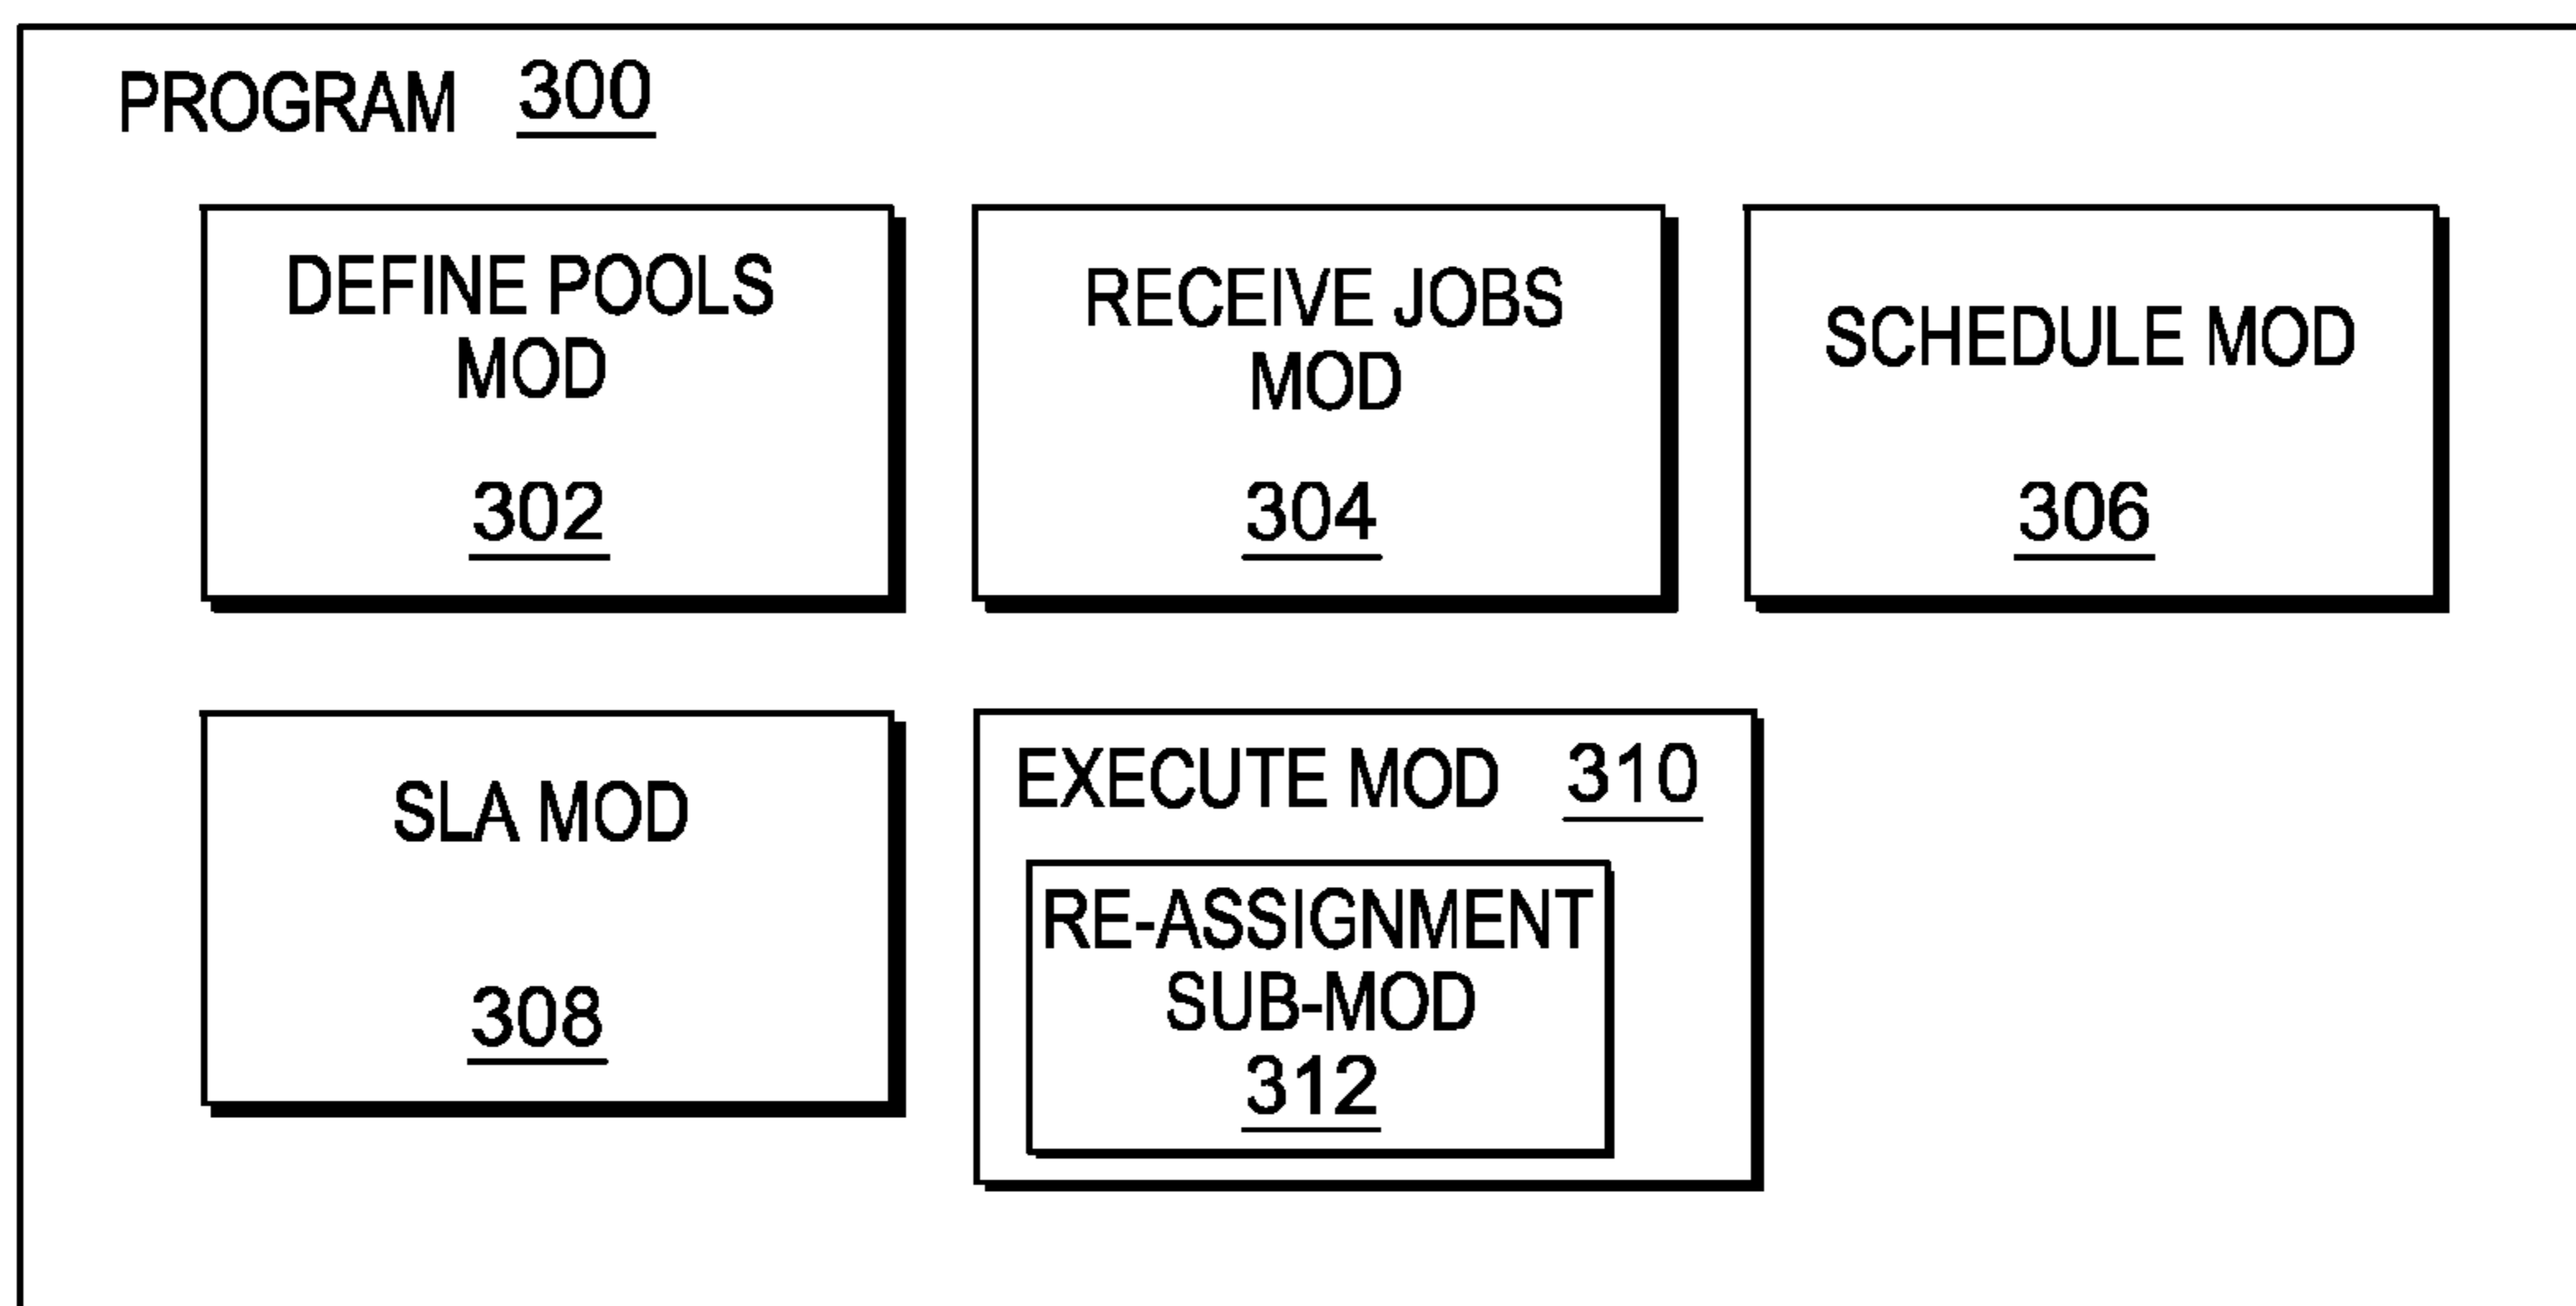 PROGRAM 300
DEFINE POOLS
MOD
302
RECEIVE JOBS
MOD
304
SCHEDULE MOD
306
SLA MOD
308
EXECUTE MOD 310
RE-ASSIGNMENT
SUB-MOD
312